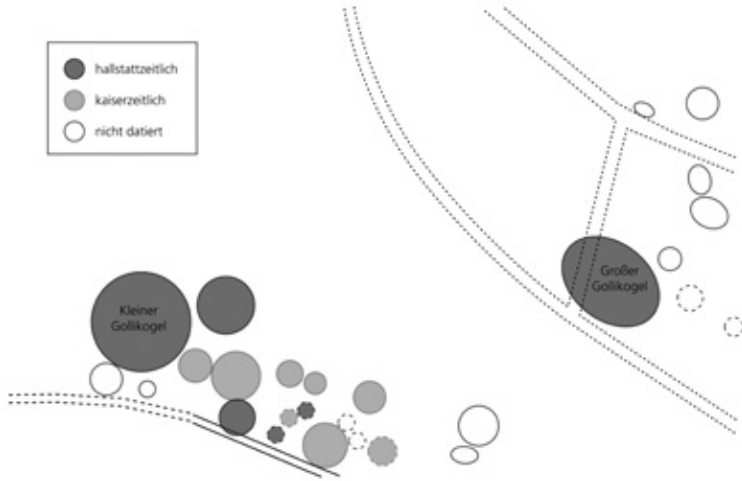 hallstattzeitlich
kaiserzeitlich
nicht datiert
Großer
Gollikogel
Kleiner
Gollikogel